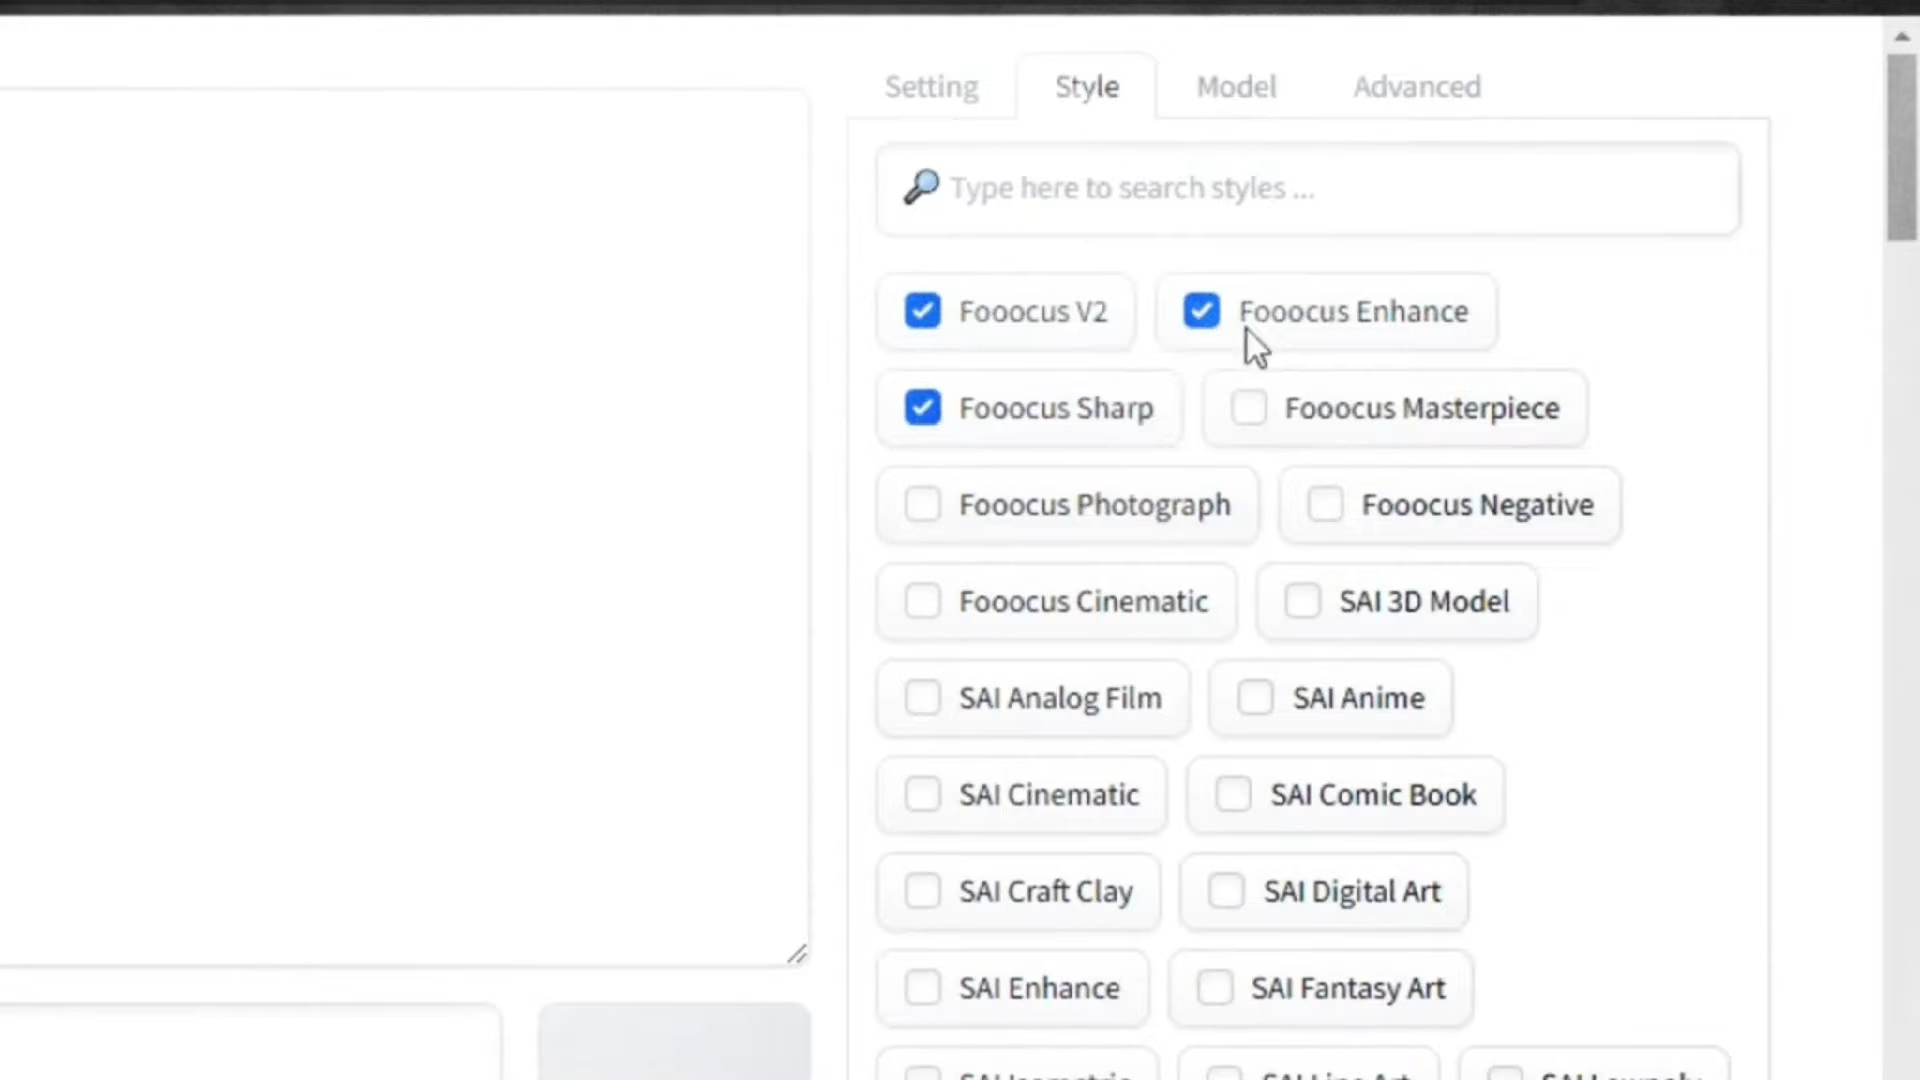 Setting Style Model Advanced
Type here to search styles ...
Fooocus V2 Fooocus Enhance
Fooocus Sharp Fooocus Masterpiece
Fooocus Photograph Fooocus Negative
Fooocus Cinematic SAI 3D Model
SAI Analog Film SAI Anime
SAI Cinematic SAI Comic Book
SAI Craft Clay SAI Digital Art
SAI Enhance SAI Fantasy Art